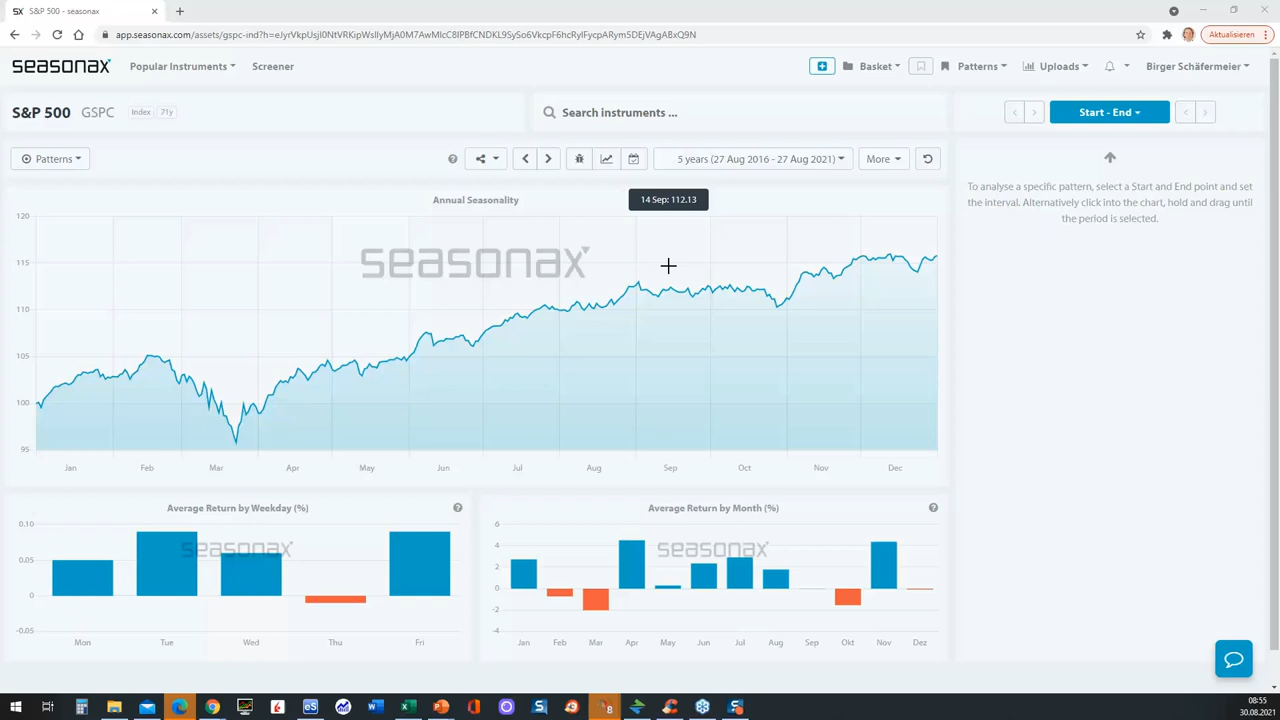 S&P 500 - seasonax
app.seasonax.com/assets/gspc-ind?h=eJyrVkpUsjI0NtVRKipWslIyMjA0M7AwMlcC8IPBfCNDKL9SySo6VkcpF6hcRyIFycpARym5DEjVAgABxQ9N
Aktualisieren
seasonax
Popular Instruments
Screener
Basket
Patterns
Uploads
Birger Schäfermeier
S&P 500 GSPC Index 71y
Search instruments ...
Start - End
Patterns
5 years (27 Aug 2016 - 27 Aug 2021)
More
To analyse a specific pattern, select a Start and End point and set
the interval. Alternatively click into the chart, hold and drag until
the period is selected.
Annual Seasonality
14 Sep: 112.13
seasonax
120
115
110
105
100
95
Jan Feb Mar Apr May Jun Jul Aug Sep Oct Nov Dec
Average Return by Weekday (%)
seasonax
0.10
0.05
0
-0.05
Mon Tue Wed Thu Fri
Average Return by Month (%)
seasonax
6
4
2
0
-2
-4
Jan Feb Mar Apr May Jun Jul Aug Sep Okt Nov Dez
08:55
30.08.2021